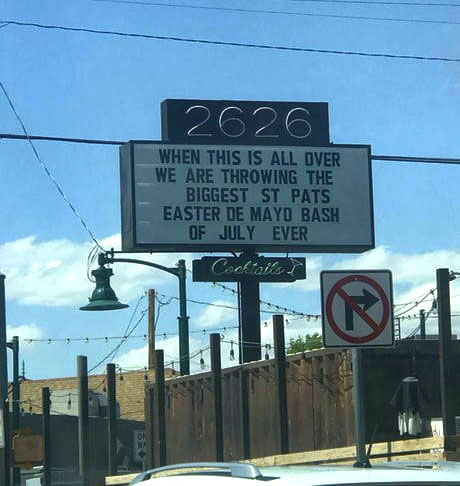 2626
WHEN THIS IS ALL OVER
WE ARE THROWING THE
BIGGEST ST PATS
EASTER DE MAYO BASH
OF JULY EVER
Cocktails